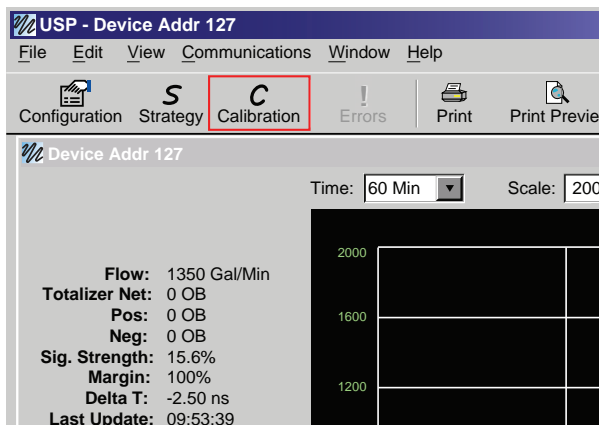 USP - Device Addr 127
File Edit View Communications Window Help
S C !
Configuration Strategy Calibration Errors Print Print Previe
Device Addr 127
Time: 60 Min Scale: 200
2000
Flow: 1350 Gal/Min
Totalizer Net: 0 OB
Pos: 0 OB
1600
Neg: 0 OB
Sig. Strength: 15.6%
Margin: 100%
1200
Delta T: -2.50 ns
Last Update: 09:53:39